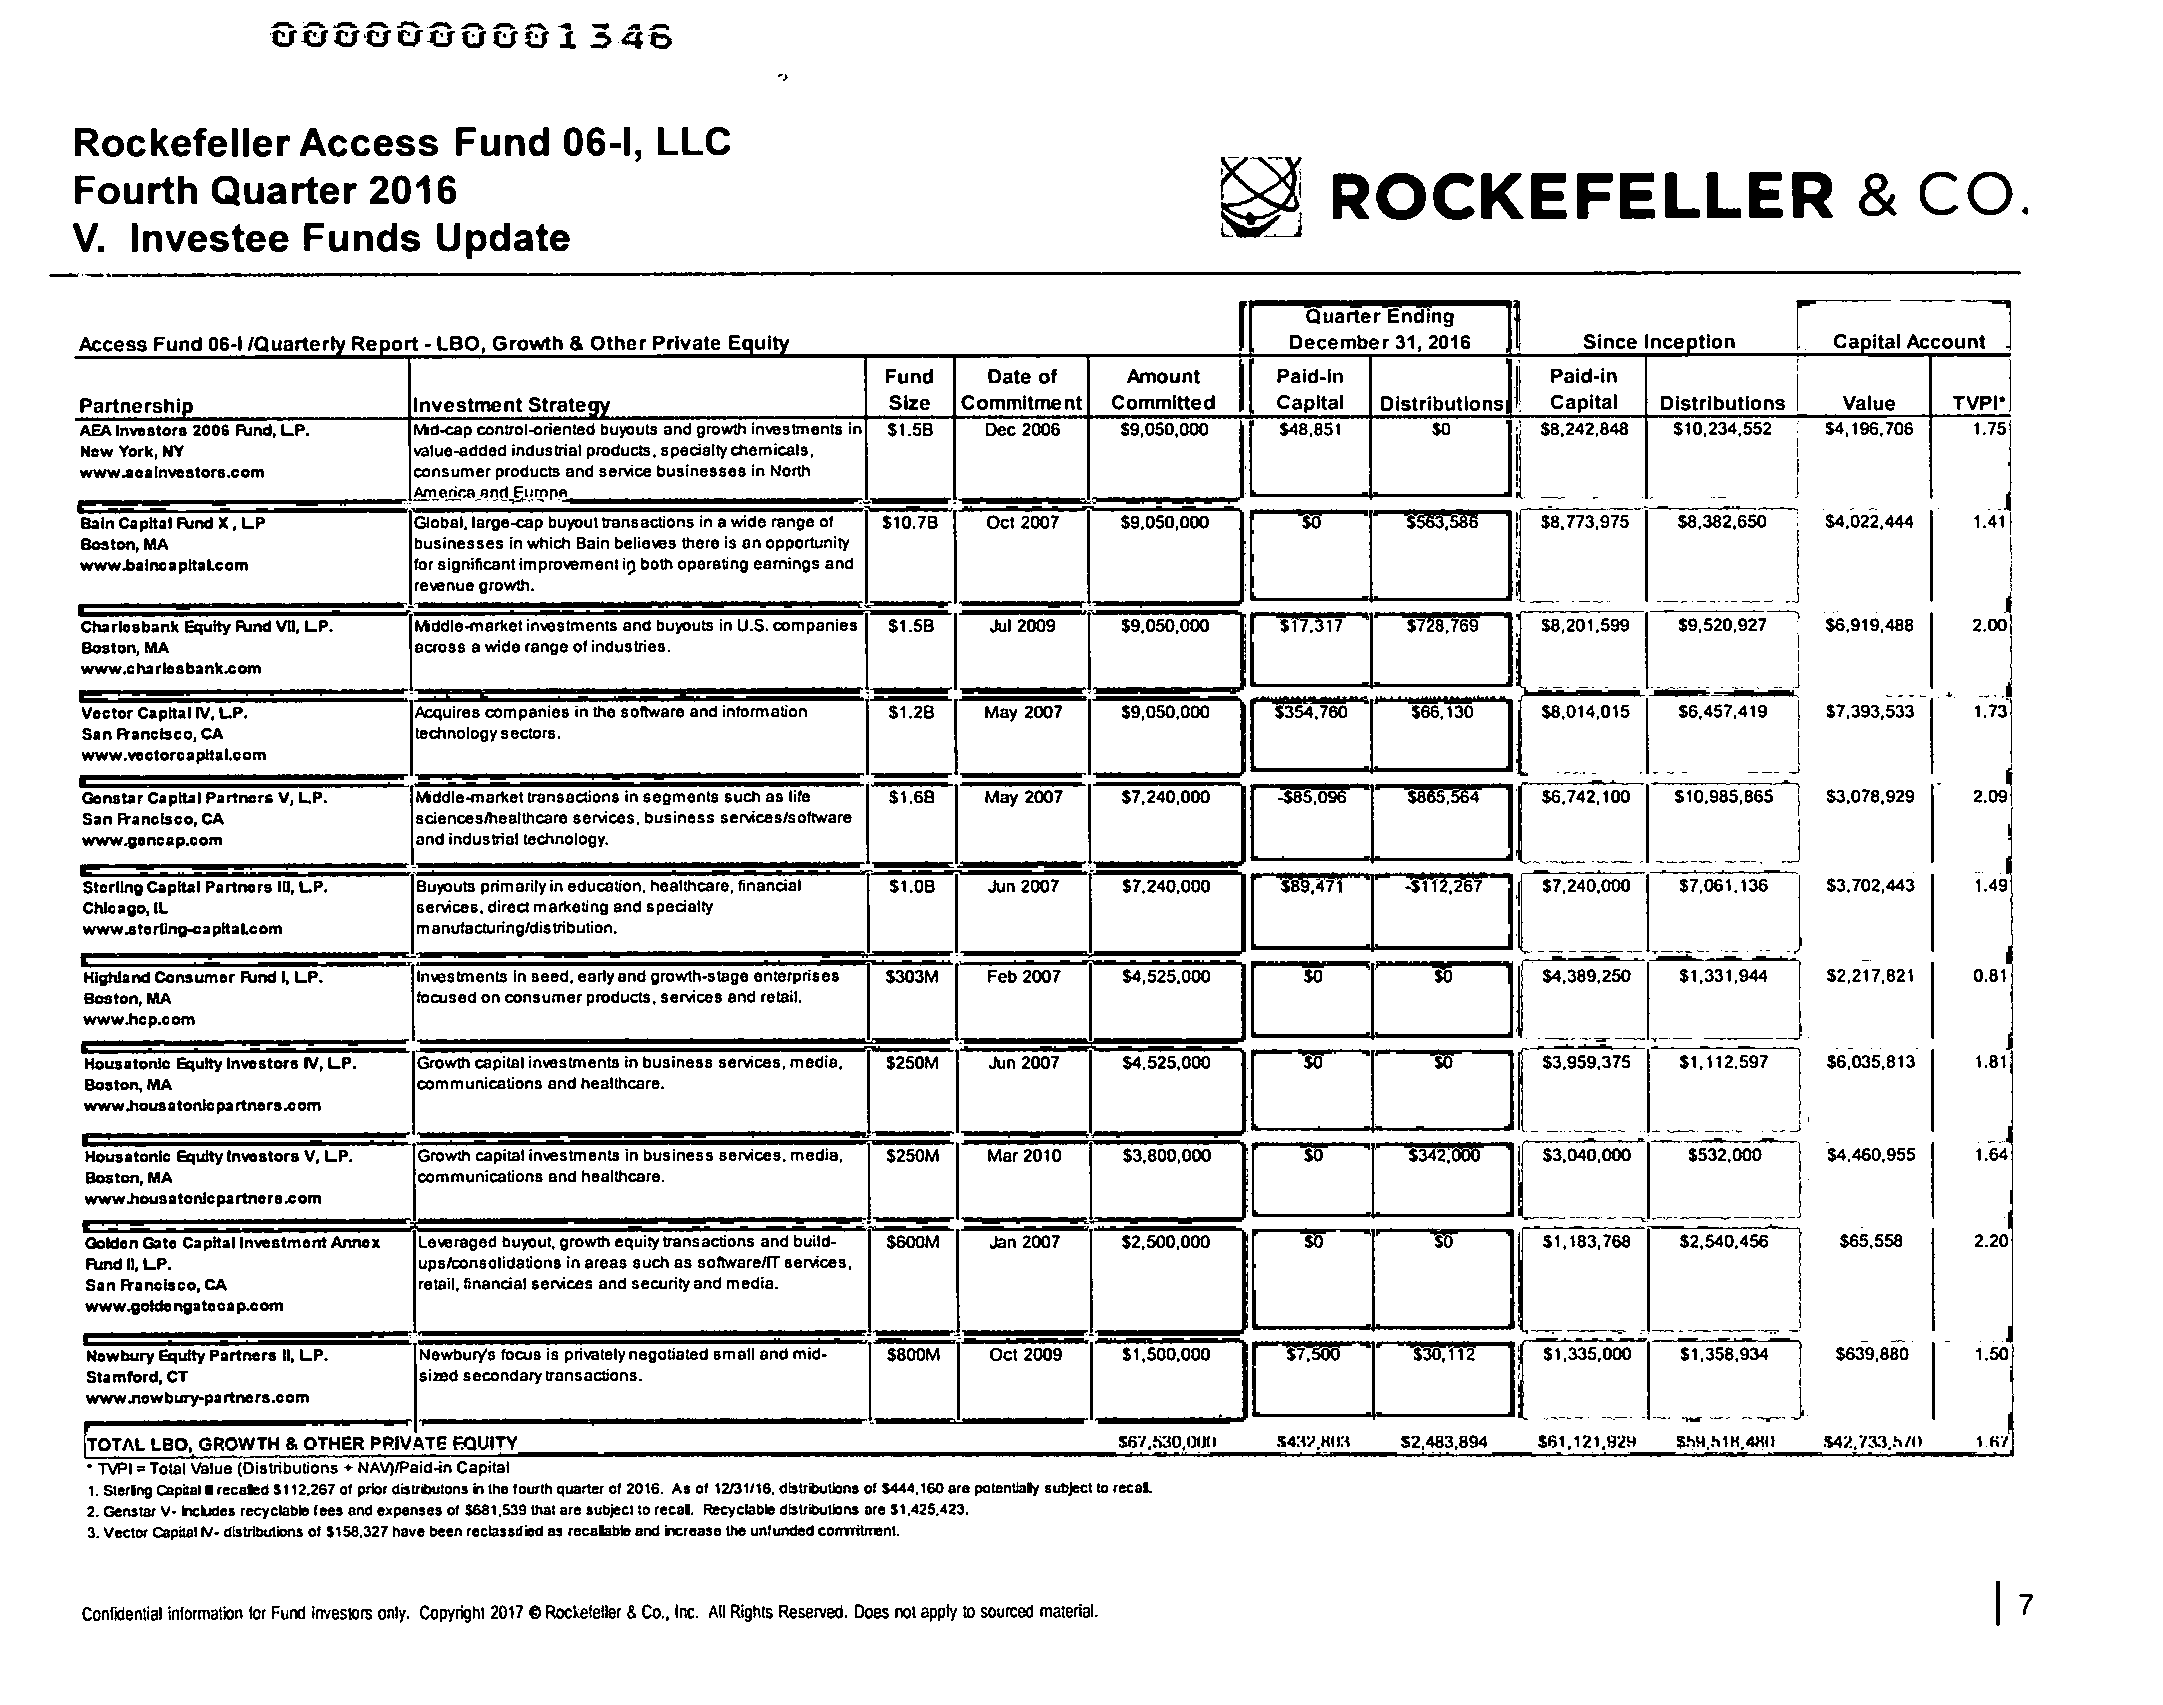 0000000001346
Rockefeller Access Fund 06-I, LLC
Fourth Quarter 2016
V. Investee Funds Update
ROCKEFELLER & CO.
Quarter Ending
Access Fund 06-I /Quarterly Report - LBO, Growth & Other Private Equity December 31, 2016 Since Inception Capital Account
Fund Date of Amount Paid-in Paid-in
Partnership Investment Strategy Size Commitment Committed Capital Distributions Capital Distributions Value TVPI*
AEA Investors 2006 Fund, L.P. Mid-cap control-oriented buyouts and growth investments in $1.5B Dec 2006 $9,050,000 $48,851 $0 $8,242,848 $10,234,552 $4,196,706 1.75
New York, NY value-added industrial products, specialty chemicals,
www.aeainvestors.com consumer products and service businesses in North
America and Europe
Bain Capital Fund X, L.P Global, large-cap buyout transactions in a wide range of $10.7B Oct 2007 $9,050,000 $0 $563,586 $8,773,975 $8,382,650 $4,022,444 1.41
Boston, MA businesses in which Bain believes there is an opportunity
www.baincapital.com for significant improvement in both operating earnings and
revenue growth.
Charlesbank Equity Fund VII, L.P. Middle-market investments and buyouts in U.S. companies $1.5B Jul 2009 $9,050,000 $17,317 $728,769 $8,201,599 $9,520,927 $6,919,488 2.00
Boston, MA across a wide range of industries.
www.charlesbank.com
Vector Capital IV, L.P. Acquires companies in the software and information $1.2B May 2007 $9,050,000 $354,760 $66,130 $8,014,015 $6,457,419 $7,393,533 1.73
San Francisco, CA technology sectors.
www.vectorcapital.com
Genstar Capital Partners V, L.P. Middle-market transactions in segments such as life $1.6B May 2007 $7,240,000 -$85,096 $865,564 $6,742,100 $10,985,865 $3,078,929 2.09
San Francisco, CA sciences/healthcare services, business services/software
www.gencap.com and industrial technology.
Sterling Capital Partners III, L.P. Buyouts primarily in education, healthcare, financial $1.0B Jun 2007 $7,240,000 $89,471 -$112,267 $7,240,000 $7,061,136 $3,702,443 1.49
Chicago, IL services, direct marketing and specialty
www.sterling-capital.com manufacturing/distribution.
Highland Consumer Fund I, L.P. Investments in seed, early and growth-stage enterprises $303M Feb 2007 $4,525,000 $0 $0 $4,389,250 $1,331,944 $2,217,821 0.81
Boston, MA focused on consumer products, services and retail.
www.hcp.com
Housatonic Equity Investors IV, L.P. Growth capital investments in business services, media, $250M Jun 2007 $4,525,000 $0 $0 $3,959,375 $1,112,597 $6,035,813 1.81
Boston, MA communications and healthcare.
www.housatonicpartners.com
Housatonic Equity Investors V, L.P. Growth capital investments in business services, media, $250M Mar 2010 $3,800,000 $0 $342,000 $3,040,000 $532,000 $4,460,955 1.64
Boston, MA communications and healthcare.
www.housatonicpartners.com
Golden Gate Capital Investment Annex Leveraged buyout, growth equity transactions and build- $600M Jan 2007 $2,500,000 $0 $0 $1,183,768 $2,540,456 $65,558 2.20
Fund II, L.P. ups/consolidations in areas such as software/IT services,
San Francisco, CA retail, financial services and security and media.
www.goldengatecap.com
Newbury Equity Partners II, L.P. Newbury's focus is privately negotiated small and mid- $800M Oct 2009 $1,500,000 $7,500 $30,112 $1,335,000 $1,358,934 $639,880 1.50
Stamford, CT sized secondary transactions.
www.newbury-partners.com
TOTAL LBO, GROWTH & OTHER PRIVATE EQUITY $67,530,000 $432,803 $2,483,894 $61,121,929 $59,518,480 $42,733,570 1.67
* TVPI = Total Value (Distributions + NAV)/Paid-in Capital
1. Sterling Capital III recalled $112,267 of prior distributons in the fourth quarter of 2016. As of 12/31/16, distributions of $444,160 are potentially subject to recall.
2. Genstar V- Includes recyclable fees and expenses of $681,539 that are subject to recall. Recyclable distributions are $1,425,423.
3. Vector Capital IV- distributions of $158,327 have been reclassified as recallable and increase the unfunded commitment.
Confidential information for Fund investors only. Copyright 2017 © Rockefeller & Co., Inc. All Rights Reserved. Does not apply to sourced material.
7